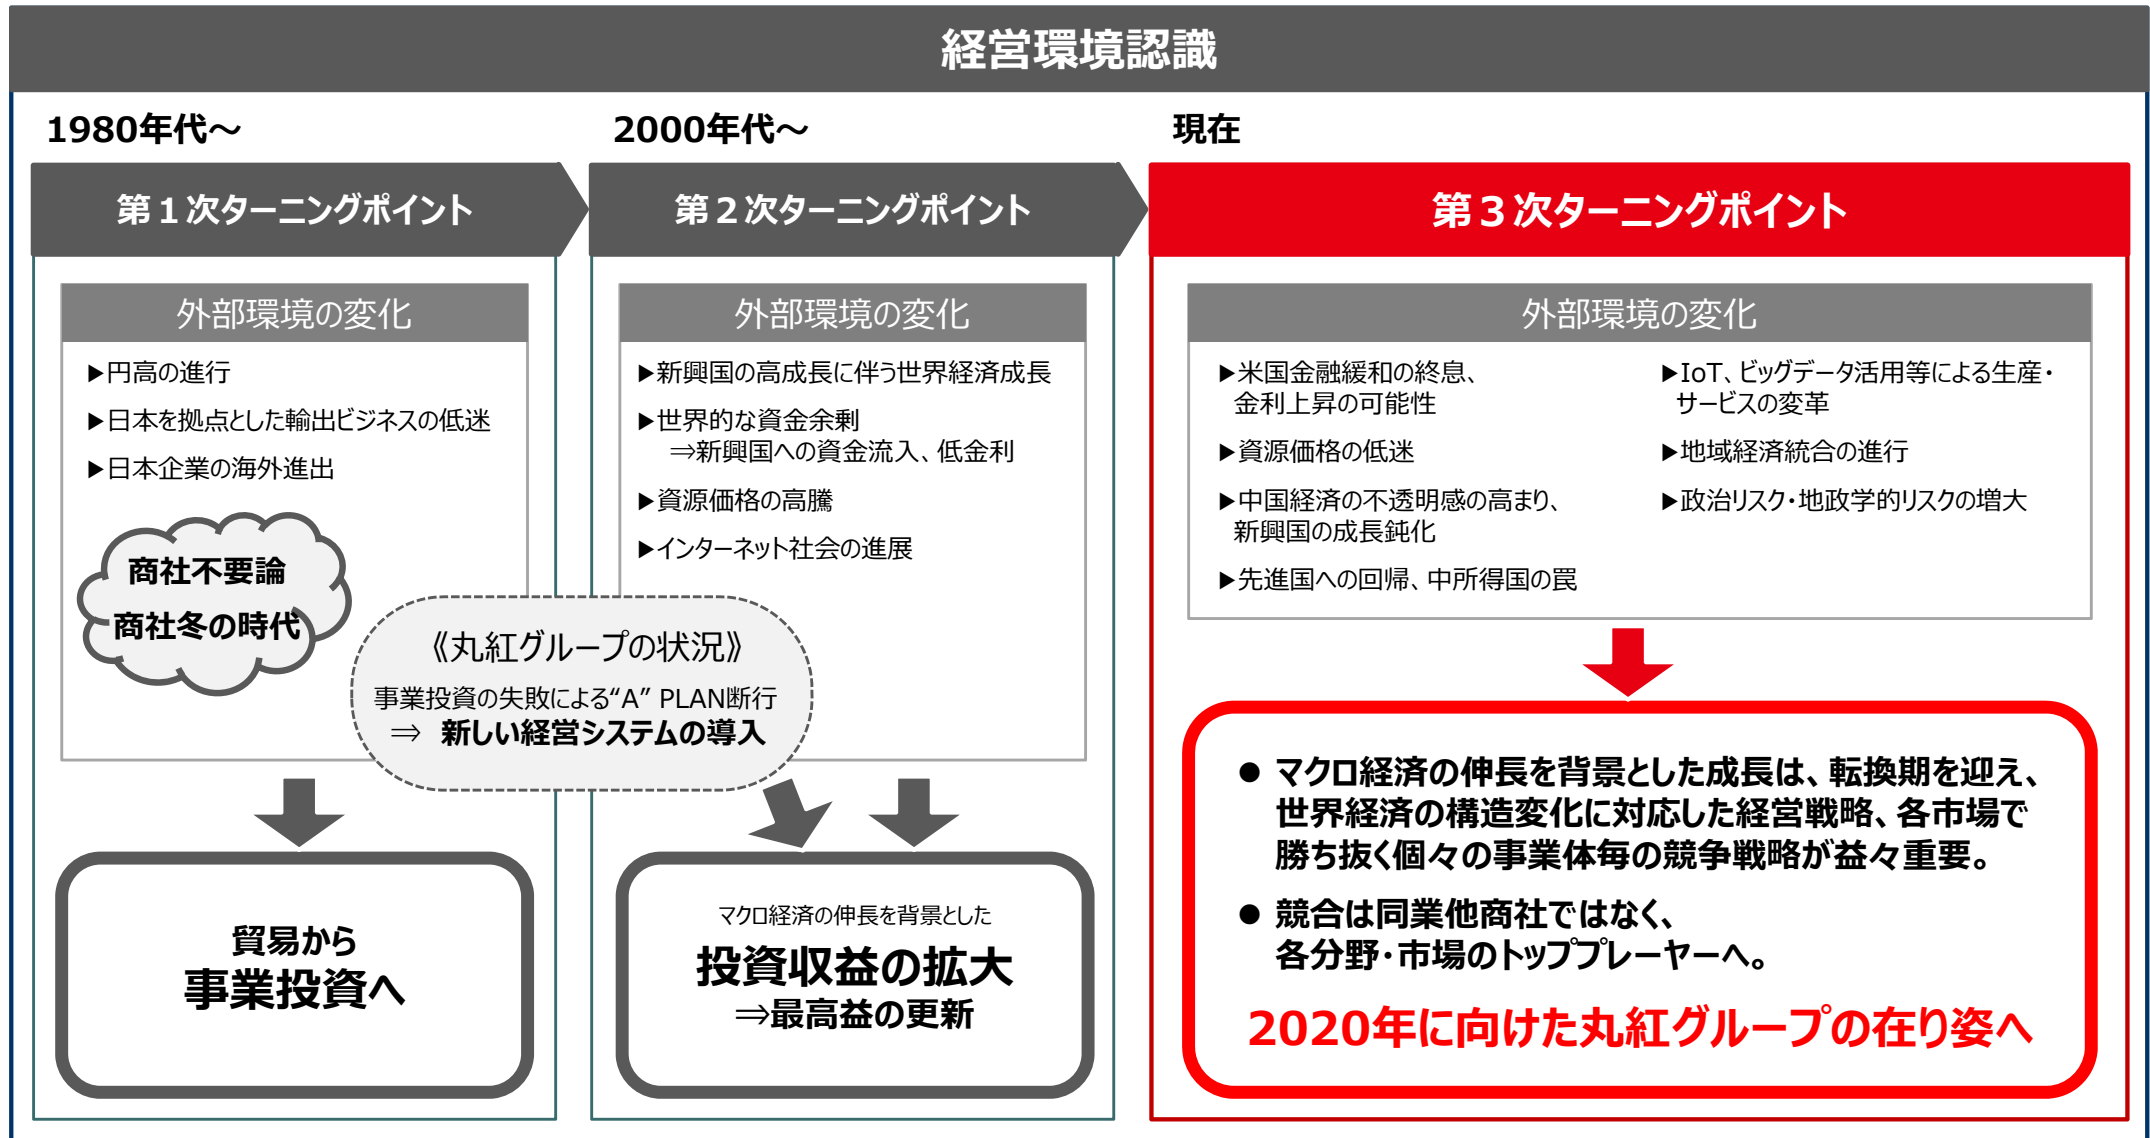 経営環境認識
1980年代～
第１次ターニングポイント
外部環境の変化
▶円高の進行
▶日本を拠点とした輸出ビジネスの低迷
▶日本企業の海外進出
商社不要論
商社冬の時代
貿易から
事業投資へ
《丸紅グループの状況》
事業投資の失敗による“A” PLAN断行
⇒ 新しい経営システムの導入
2000年代～
第２次ターニングポイント
外部環境の変化
▶新興国の高成長に伴う世界経済成長
▶世界的な資金余剰
⇒新興国への資金流入、低金利
▶資源価格の高騰
▶インターネット社会の進展
マクロ経済の伸長を背景とした
投資収益の拡大
⇒最高益の更新
現在
第３次ターニングポイント
外部環境の変化
▶米国金融緩和の終息、
金利上昇の可能性
▶資源価格の低迷
▶中国経済の不透明感の高まり、
新興国の成長鈍化
▶先進国への回帰、中所得国の罠
▶IoT、ビッグデータ活用等による生産・
サービスの変革
▶地域経済統合の進行
▶政治リスク・地政学的リスクの増大
● マクロ経済の伸長を背景とした成長は、転換期を迎え、
世界経済の構造変化に対応した経営戦略、各市場で
勝ち抜く個々の事業体毎の競争戦略が益々重要。
● 競合は同業他商社ではなく、
各分野・市場のトッププレーヤーへ。
2020年に向けた丸紅グループの在り姿へ